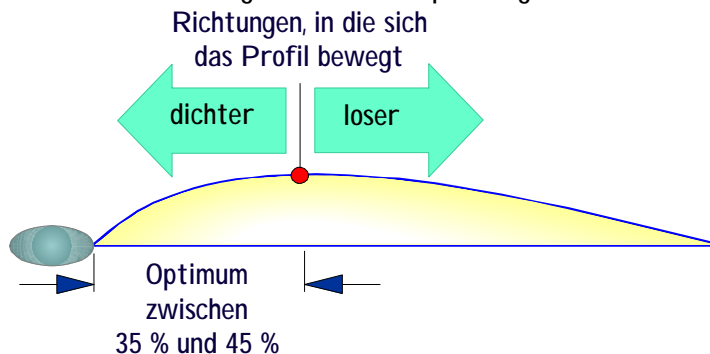 Richtungen, in die sich
das Profil bewegt
dichter
loser
Optimum
zwischen
35 % und 45 %